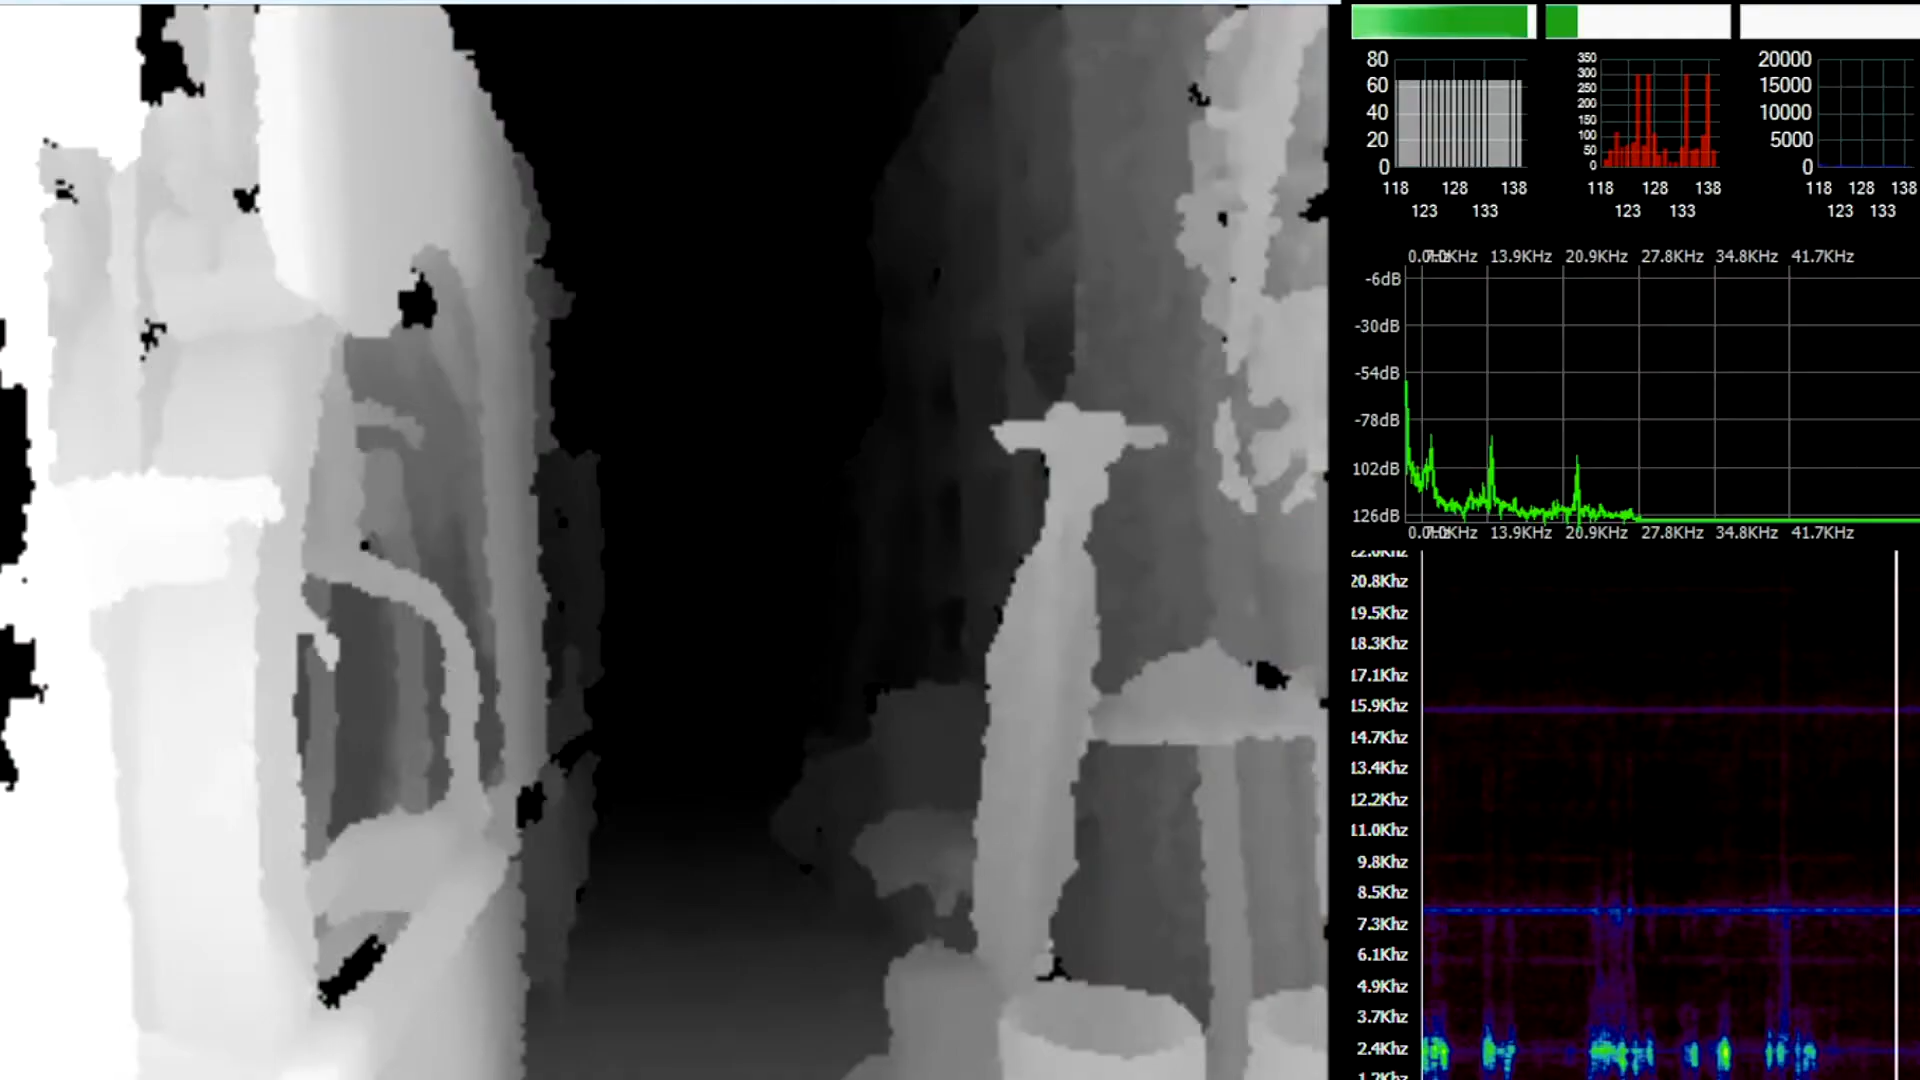 80
60
40
20
0
118 128 138
123 133
350
300
250
200
150
100
50
0
118 128 138
123 133
20000
15000
10000
5000
0
118 128 138
123 133
13.9KHz 20.9KHz 27.8KHz 34.8KHz 41.7KHz
-6dB
-30dB
-54dB
-78dB
102dB
126dB
13.9KHz 20.9KHz 27.8KHz 34.8KHz 41.7KHz
20.8Khz
19.5Khz
18.3Khz
17.1Khz
15.9Khz
14.7Khz
13.4Khz
12.2Khz
11.0Khz
9.8Khz
8.5Khz
7.3Khz
6.1Khz
4.9Khz
3.7Khz
2.4Khz
1.2Khz